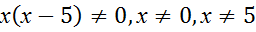 x(x − 5) ≠ 0, x ≠ 0, x ≠ 5